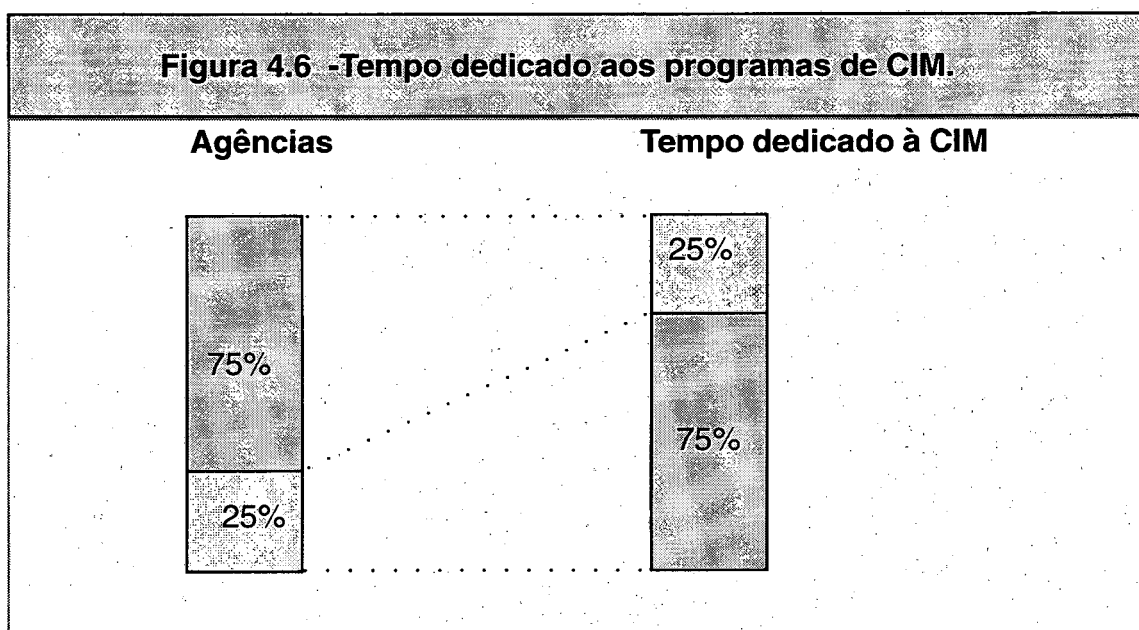 Figura 4.6 -Tempo dedicado aos programas de CIM.
Agências Tempo dedicado à CIM
25%
75%
75%
25%